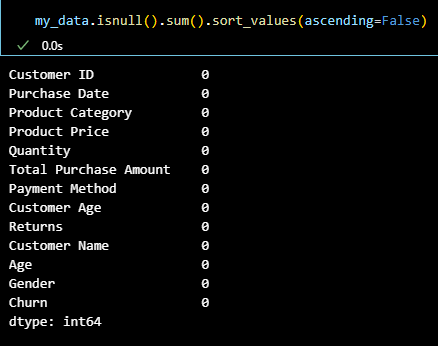 my_data.isnull().sum().sort_values(ascending=False)
✓ 0.0s
Customer ID 0
Purchase Date 0
Product Category 0
Product Price 0
Quantity 0
Total Purchase Amount 0
Payment Method 0
Customer Age 0
Returns 0
Customer Name 0
Age 0
Gender 0
Churn 0
dtype: int64